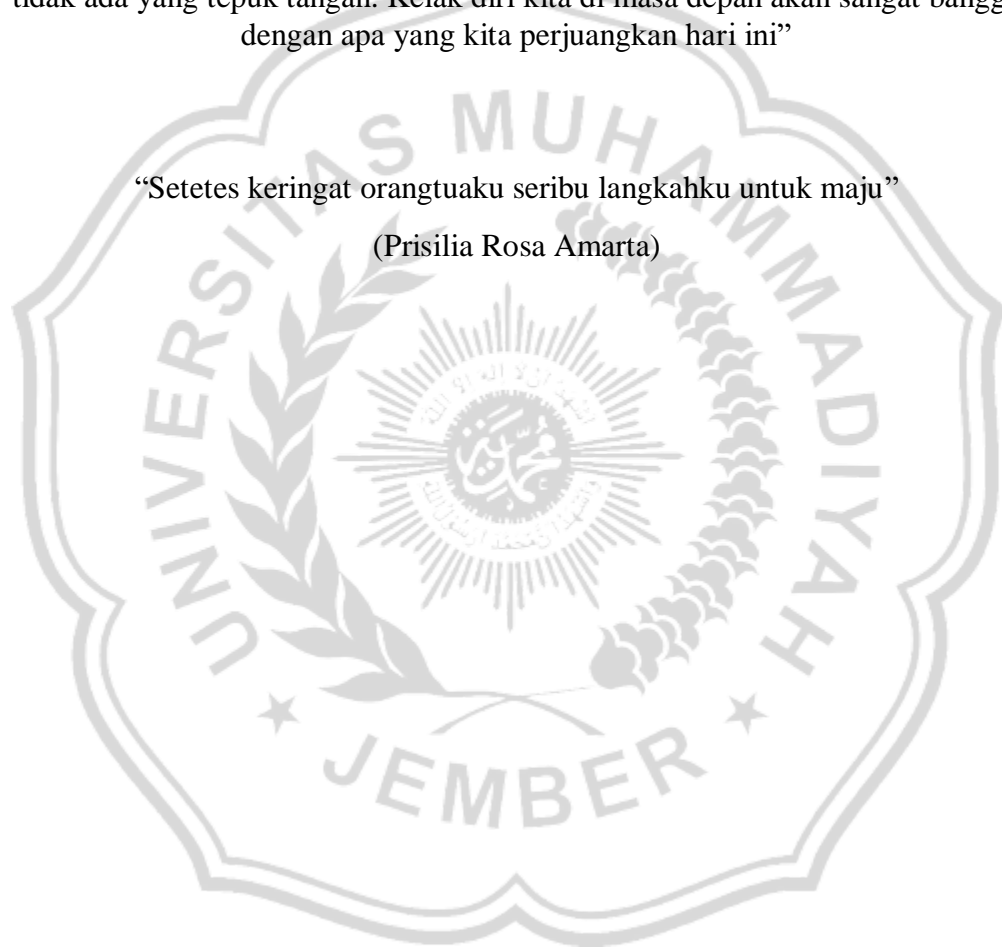 tidak ada yang tepuk tangan. Kelak diri kita di masa depan akan sangat bangg
dengan apa yang kita perjuangkan hari ini”
“Setetes keringat orangtuaku seribu langkahku untuk maju”
(Prisilia Rosa Amarta)
UNIVERSITAS MUHAMMADIYAH
JEMBER